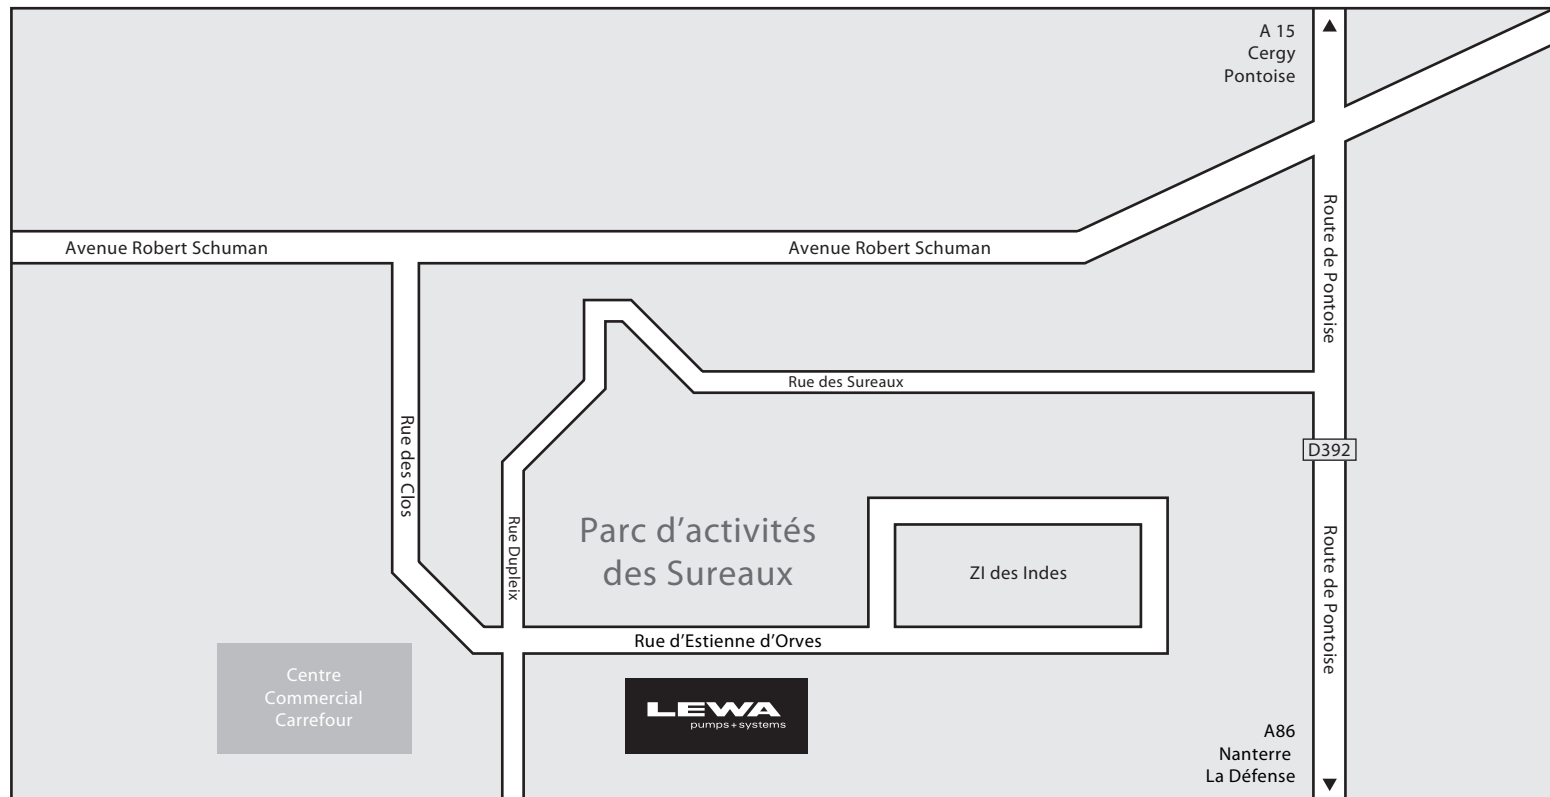 A 15
Cergy
Pontoise
Route de Pontoise
Avenue Robert Schuman
Avenue Robert Schuman
Rue des Sureaux
Rue des Clos
D392
Rue Dupleix
Parc d’activités
des Sureaux
ZI des Indes
Route de Pontoise
Rue d’Estienne d’Orves
Centre
Commercial
Carrefour
LEWA
pumps+systems
A86
Nanterre
La Défense